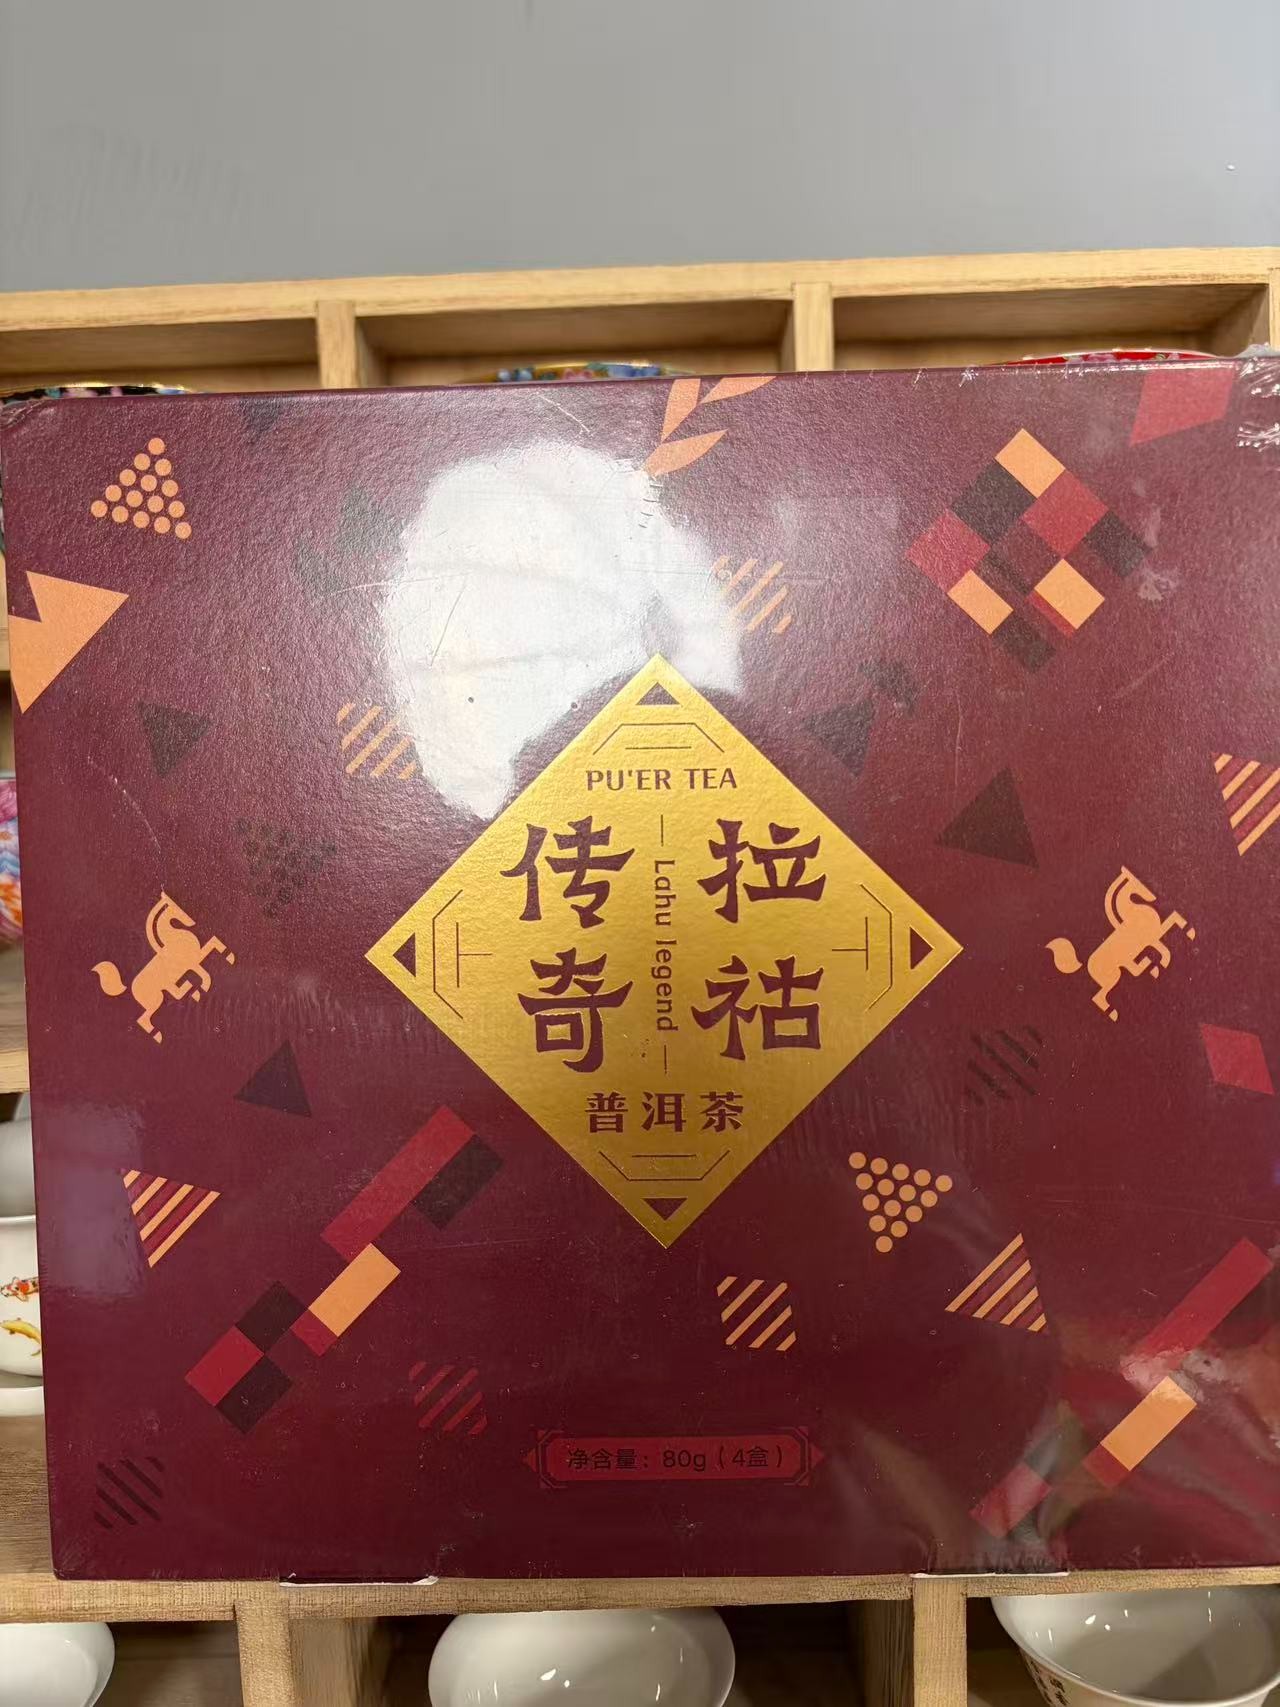 PU'ER TEA
拉祜
传奇
Lahu legend
普洱茶
净含量：80g（4盒）